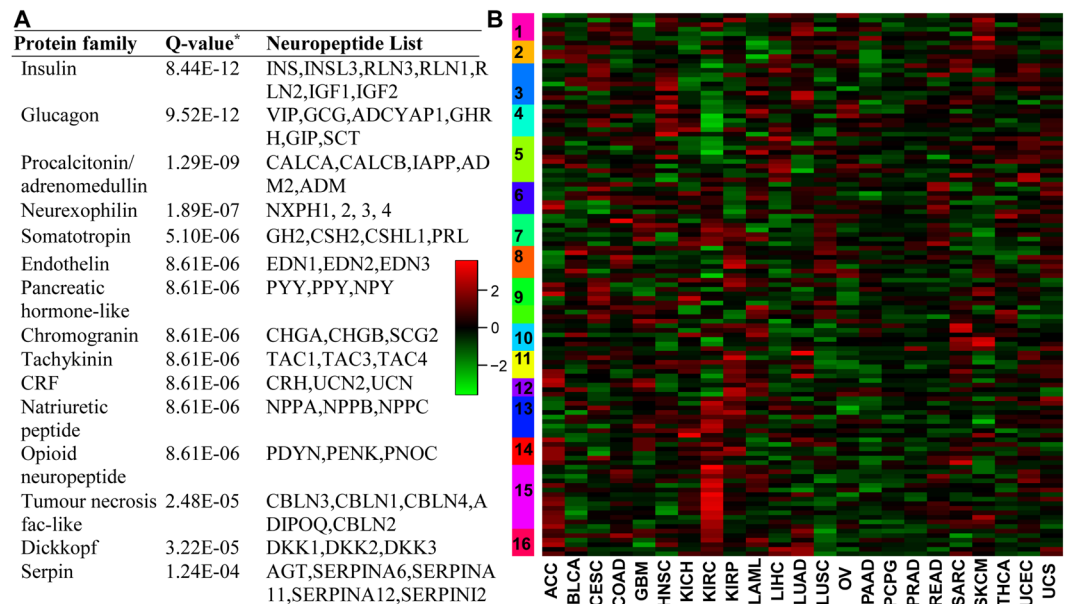 A
Protein family Q-value* Neuropeptide List
Insulin 8.44E-12 INS,INSL3,RLN3,RLN1,R
LN2,IGF1,IGF2
Glucagon 9.52E-12 VIP,GCG,ADCYAP1,GHR
H,GIP,SCT
Procalcitonin/ 1.29E-09 CALCA,CALCB,IAPP,AD
adrenomedullin M2,ADM
Neurexophilin 1.89E-07 NXPH1, 2, 3, 4
Somatotropin 5.10E-06 GH2,CSH2,CSHL1,PRL
Endothelin 8.61E-06 EDN1,EDN2,EDN3
Pancreatic 8.61E-06 PYY,PPY,NPY
hormone-like
Chromogranin 8.61E-06 CHGA,CHGB,SCG2
Tachykinin 8.61E-06 TAC1,TAC3,TAC4
CRF 8.61E-06 CRH,UCN2,UCN
Natriuretic 8.61E-06 NPPA,NPPB,NPPC
peptide
Opioid 8.61E-06 PDYN,PENK,PNOC
neuropeptide
Tumour necrosis 2.48E-05 CBLN3,CBLN1,CBLN4,A
fac-like DIPOQ,CBLN2
Dickkopf 3.22E-05 DKK1,DKK2,DKK3
Serpin 1.24E-04 AGT,SERPINA6,SERPINA
11,SERPINA12,SERPINI2
2
0
−2
B
1
2
3
4
5
6
7
8
9
10
11
12
13
14
15
16
ACC
BLCA
CESC
COAD
GBM
HNSC
KICH
KIRC
KIRP
LAML
LIHC
LUAD
LUSC
OV
PAAD
PCPG
PRAD
READ
SARC
SKCM
THCA
UCEC
UCS